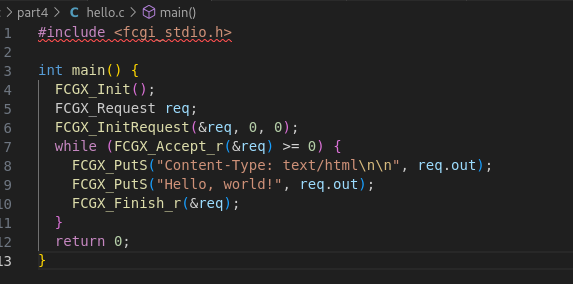 part4 > C hello.c > main()
1 #include <fcgi_stdio.h>
2
3 int main() {
4 FCGX_Init();
5 FCGX_Request req;
6 FCGX_InitRequest(&req, 0, 0);
7 while (FCGX_Accept_r(&req) >= 0) {
8 FCGX_PutS("Content-Type: text/html\n\n", req.out);
9 FCGX_PutS("Hello, world!", req.out);
10 FCGX_Finish_r(&req);
11 }
12 return 0;
13 }